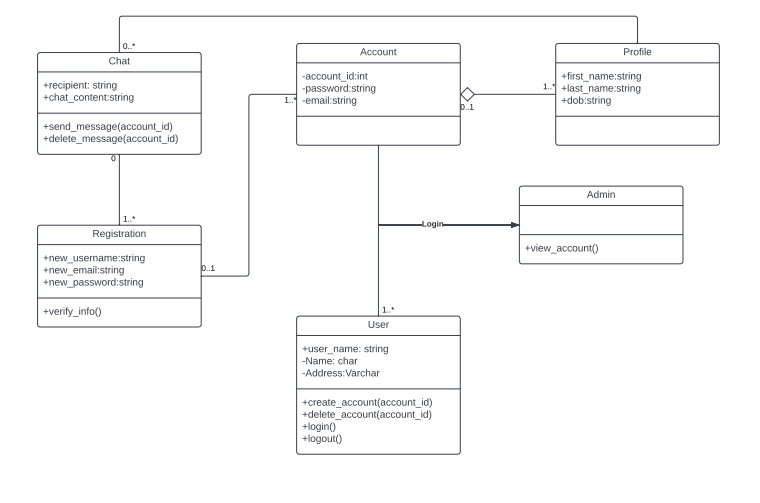 0..*
Chat
+recipient: string
+chat_content:string
+send_message(account_id)
+delete_message(account_id)
0
1..*
Registration
+new_username:string
+new_email:string
+new_password:string
+verify_info()
0..1
1..*
Account
-account_id:int
-password:string
-email:string
0..1
1..*
Profile
+first_name:string
+last_name:string
+dob:string
Login
Admin
+view_account()
1..*
User
+user_name: string
-Name: char
-Address:Varchar
+create_account(account_id)
+delete_account(account_id)
+login()
+logout()